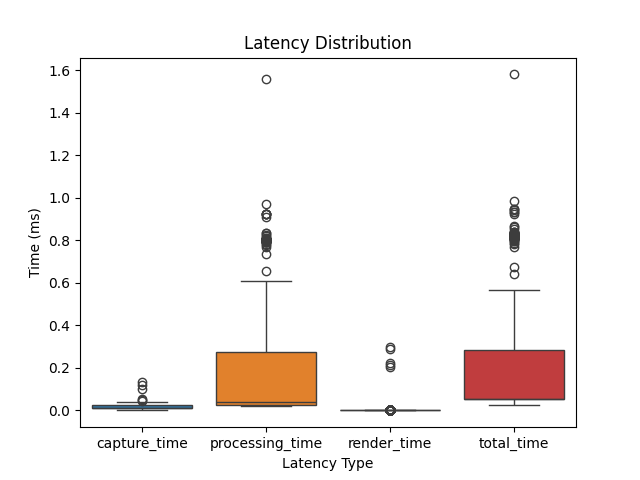 Latency Distribution
Time (ms)
1.6
1.4
1.2
1.0
0.8
0.6
0.4
0.2
0.0
capture_time processing_time render_time total_time
Latency Type